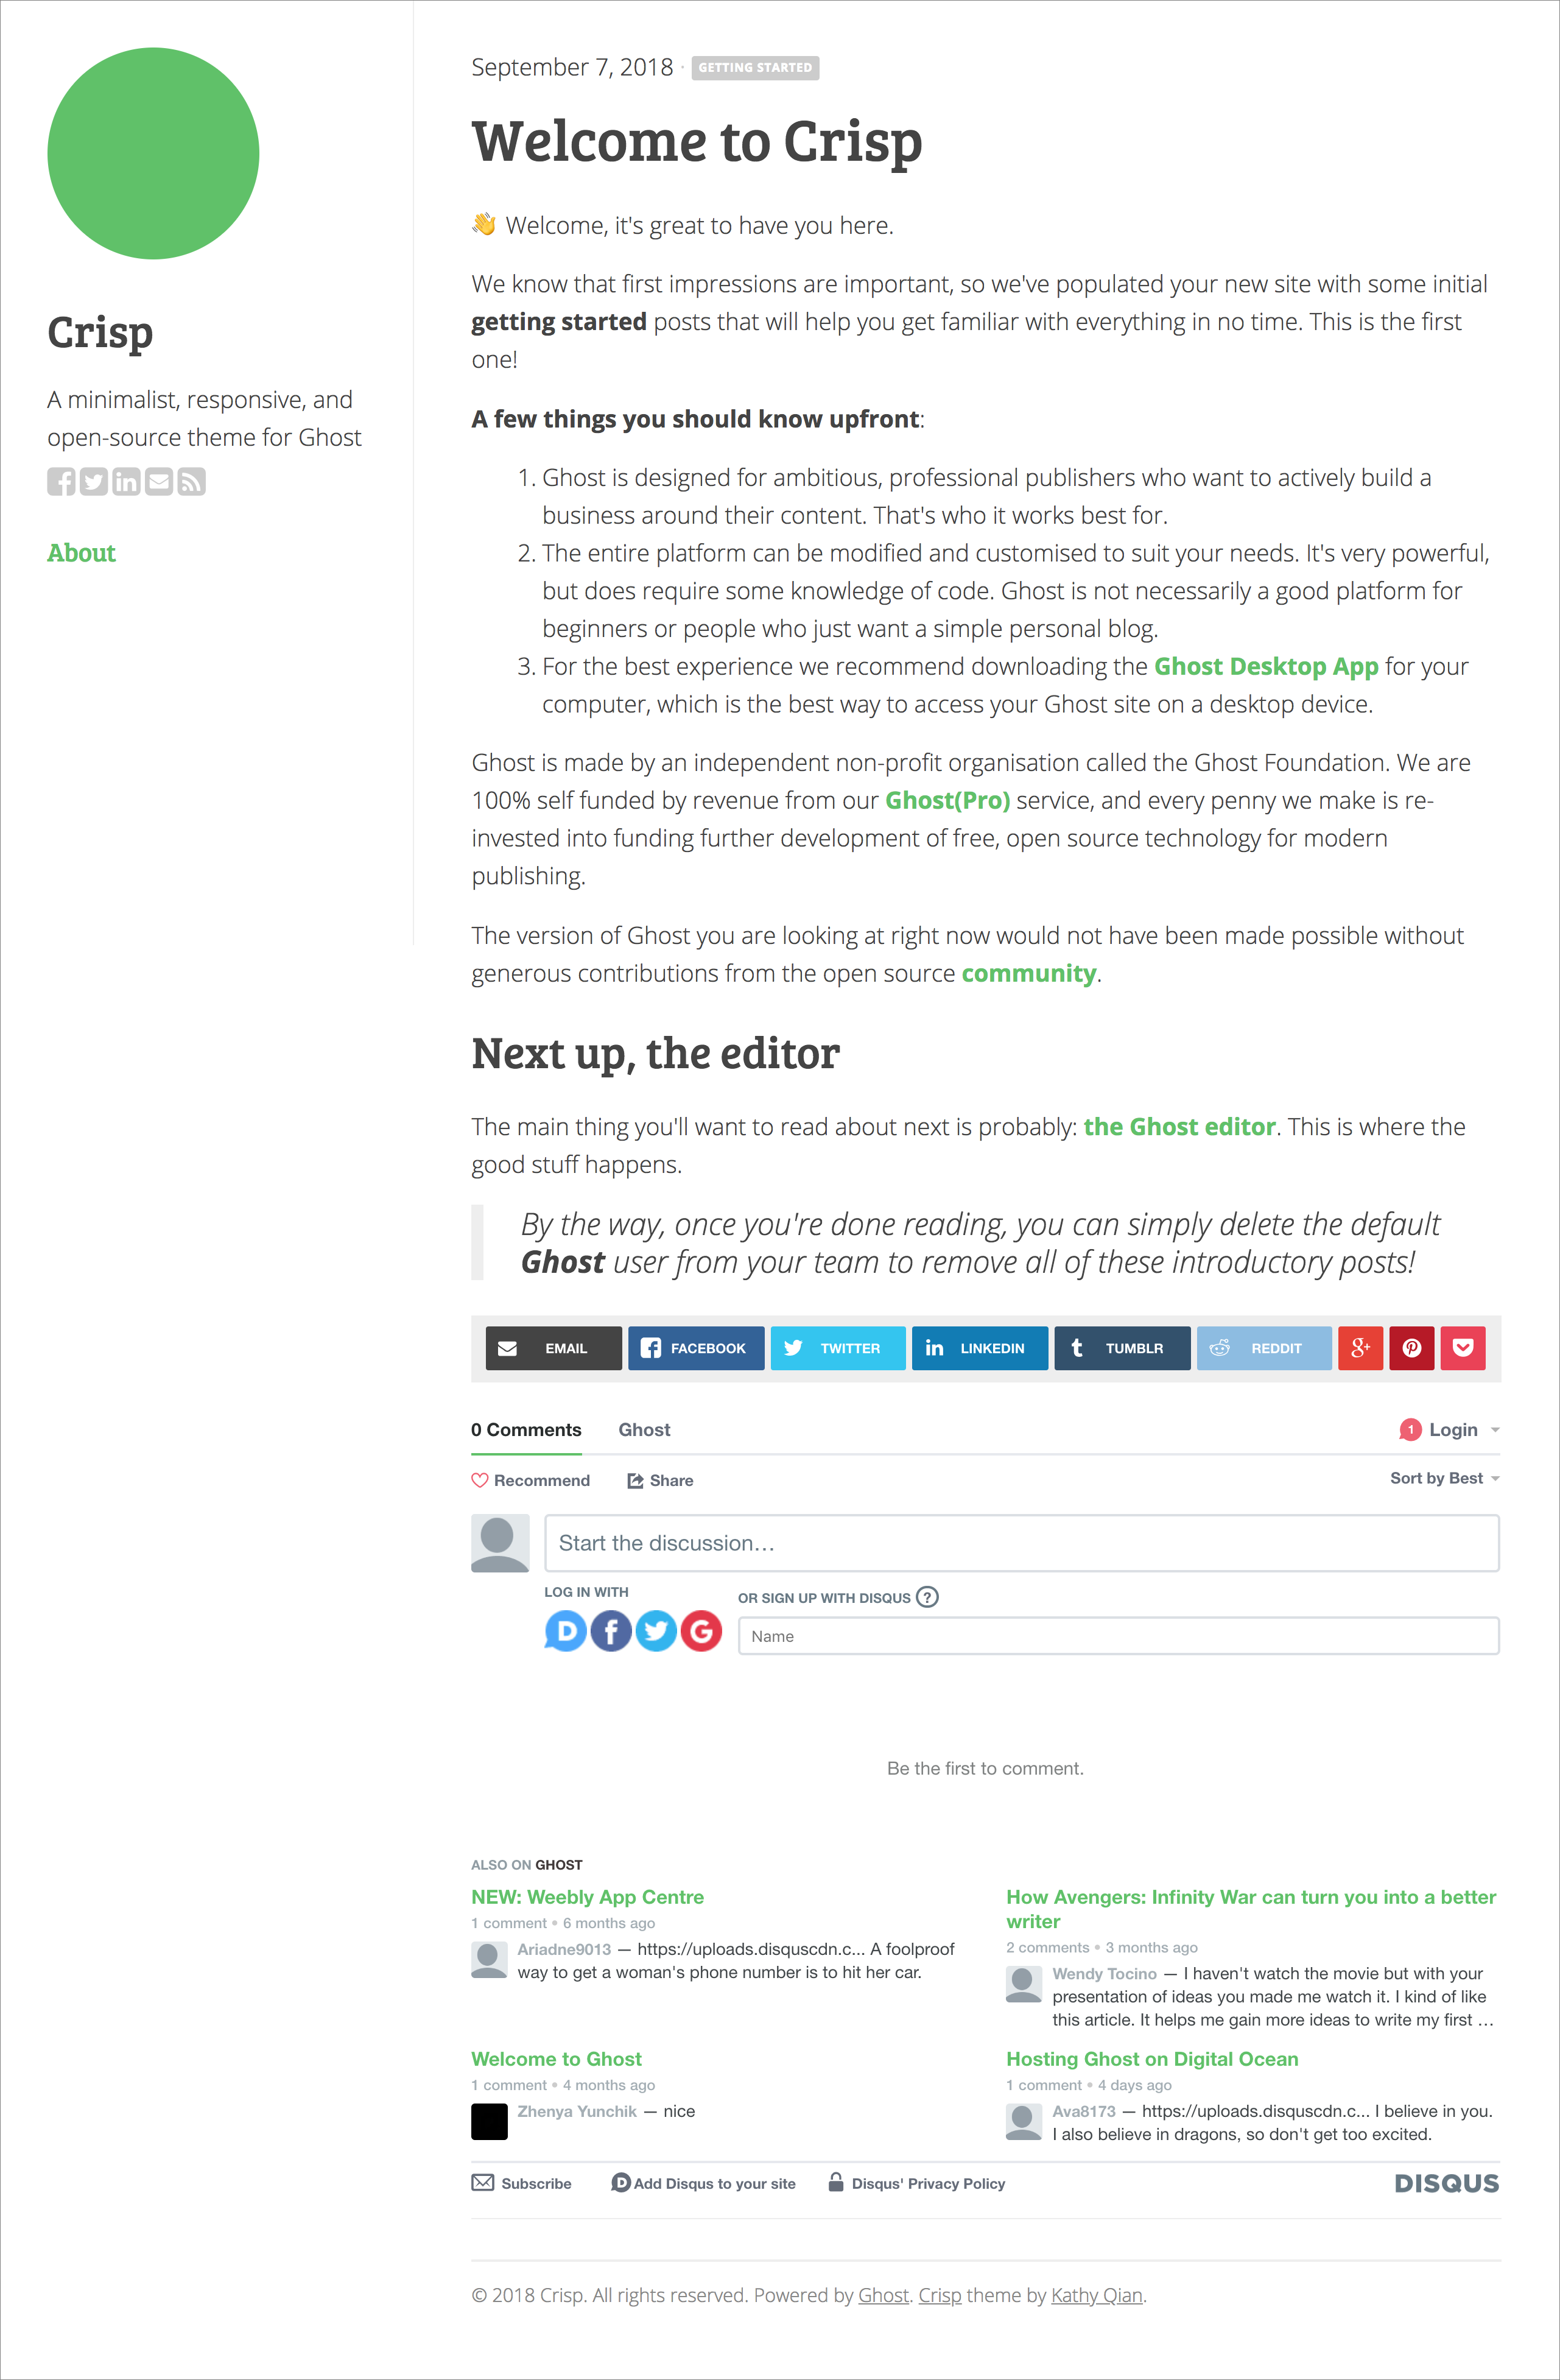 Crisp
A minimalist, responsive, and
open-source theme for Ghost
About
September 7, 2018 · GETTING STARTED
Welcome to Crisp
👋 Welcome, it's great to have you here.
We know that first impressions are important, so we've populated your new site with some initial
getting started posts that will help you get familiar with everything in no time. This is the first
one!
A few things you should know upfront:
1. Ghost is designed for ambitious, professional publishers who want to actively build a
business around their content. That's who it works best for.
2. The entire platform can be modified and customised to suit your needs. It's very powerful,
but does require some knowledge of code. Ghost is not necessarily a good platform for
beginners or people who just want a simple personal blog.
3. For the best experience we recommend downloading the Ghost Desktop App for your
computer, which is the best way to access your Ghost site on a desktop device.
Ghost is made by an independent non-profit organisation called the Ghost Foundation. We are
100% self funded by revenue from our Ghost(Pro) service, and every penny we make is re-
invested into funding further development of free, open source technology for modern
publishing.
The version of Ghost you are looking at right now would not have been made possible without
generous contributions from the open source community.
Next up, the editor
The main thing you'll want to read about next is probably: the Ghost editor. This is where the
good stuff happens.
By the way, once you're done reading, you can simply delete the default
Ghost user from your team to remove all of these introductory posts!
EMAIL FACEBOOK TWITTER LINKEDIN TUMBLR REDDIT
0 Comments Ghost 1 Login
Recommend Share Sort by Best
Start the discussion...
LOG IN WITH
OR SIGN UP WITH DISQUS ?
Name
Be the first to comment.
ALSO ON GHOST
NEW: Weebly App Centre
1 comment • 6 months ago
Ariadne9013 — https://uploads.disquscdn.c... A foolproof
way to get a woman's phone number is to hit her car.
How Avengers: Infinity War can turn you into a better
writer
2 comments • 3 months ago
Wendy Tocino — I haven't watch the movie but with your
presentation of ideas you made me watch it. I kind of like
this article. It helps me gain more ideas to write my first ...
Welcome to Ghost
1 comment • 4 months ago
Zhenya Yunchik — nice
Hosting Ghost on Digital Ocean
1 comment • 4 days ago
Ava8173 — https://uploads.disquscdn.c... I believe in you.
I also believe in dragons, so don't get too excited.
Subscribe Add Disqus to your site Disqus' Privacy Policy DISQUS
© 2018 Crisp. All rights reserved. Powered by Ghost. Crisp theme by Kathy Qian.